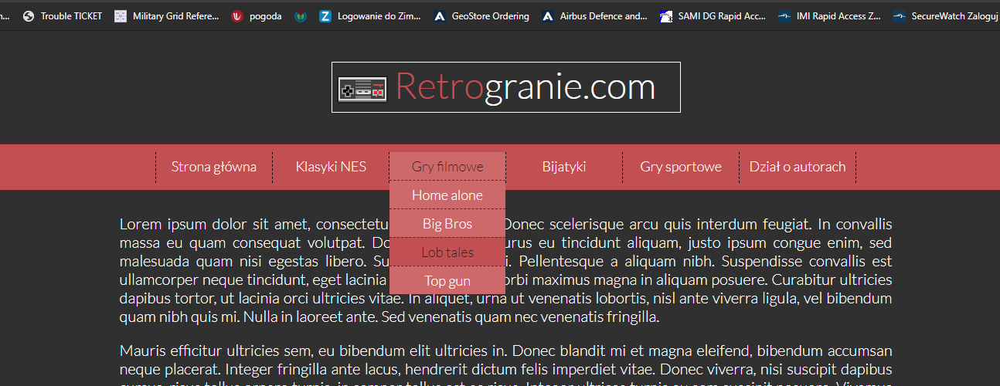 Trouble TICKET Military Grid Refere... pogoda Logowanie do Zim... GeoStore Ordering Airbus Defence and... SAMI DG Rapid Acc... IMI Rapid Access Z... SecureWatch Zaloguj
Retrogranie.com
Strona główna Klasyki NES Gry filmowe Bijatyki Gry sportowe Dział o autorach
Home alone
Big Bros
Lob tales
Top gun
Lorem ipsum dolor sit amet, consectetu Donec scelerisque arcu quis interdum feugiat. In convallis
massa eu quam consequat volutpat. Do urus eu tincidunt aliquam, justo ipsum congue enim, sed
malesuada quam nisi egestas libero. Su i. Pellentesque a aliquam nibh. Suspendisse convallis est
ullamcorper neque tincidunt, eget lacinia orbi maximus magna in aliquam posuere. Curabitur ultricies
dapibus tortor, ut lacinia orci ultricies vitae. In aliquet, urna ut venenatis lobortis, nisl ante viverra ligula, vel bibendum
quam nibh quis mi. Nulla in laoreet ante. Sed venenatis quam nec venenatis fringilla.
Mauris efficitur ultricies sem, eu bibendum elit ultricies in. Donec blandit mi et magna eleifend, bibendum accumsan
neque placerat. Integer fringilla ante lacus, hendrerit dictum felis imperdiet vitae. Donec viverra, nisi suscipit dapibus